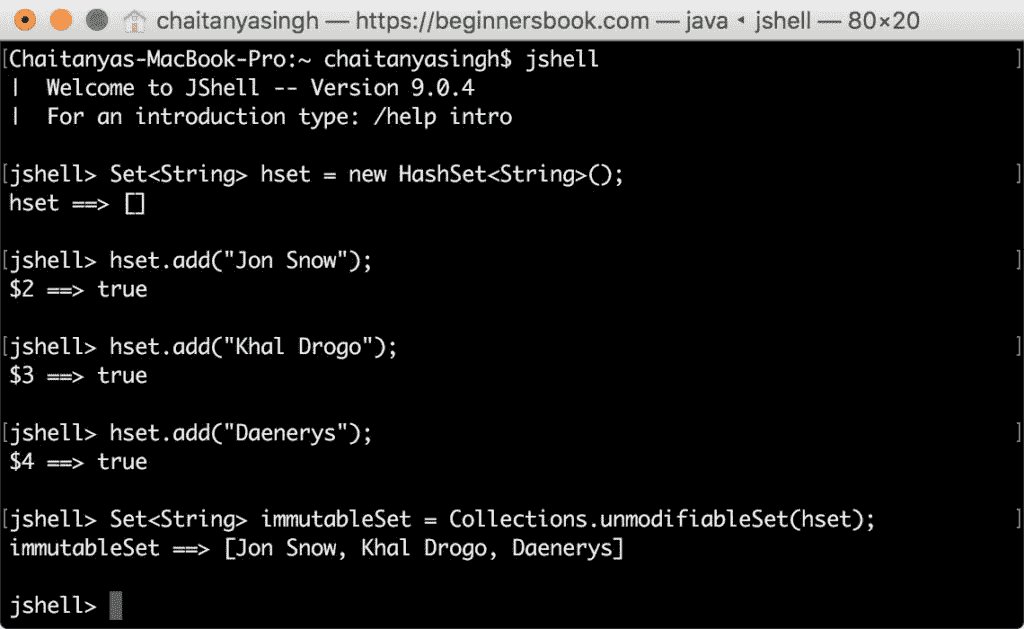 chaitanyasingh — https://beginnersbook.com — java ◂ jshell — 80×20
[Chaitanyas-MacBook-Pro:~ chaitanyasingh$ jshell ]
|  Welcome to JShell -- Version 9.0.4
|  For an introduction type: /help intro
[jshell> Set<String> hset = new HashSet<String>(); ]
hset ==> []
[jshell> hset.add("Jon Snow"); ]
$2 ==> true
[jshell> hset.add("Khal Drogo"); ]
$3 ==> true
[jshell> hset.add("Daenerys"); ]
$4 ==> true
[jshell> Set<String> immutableSet = Collections.unmodifiableSet(hset); ]
immutableSet ==> [Jon Snow, Khal Drogo, Daenerys]
jshell>